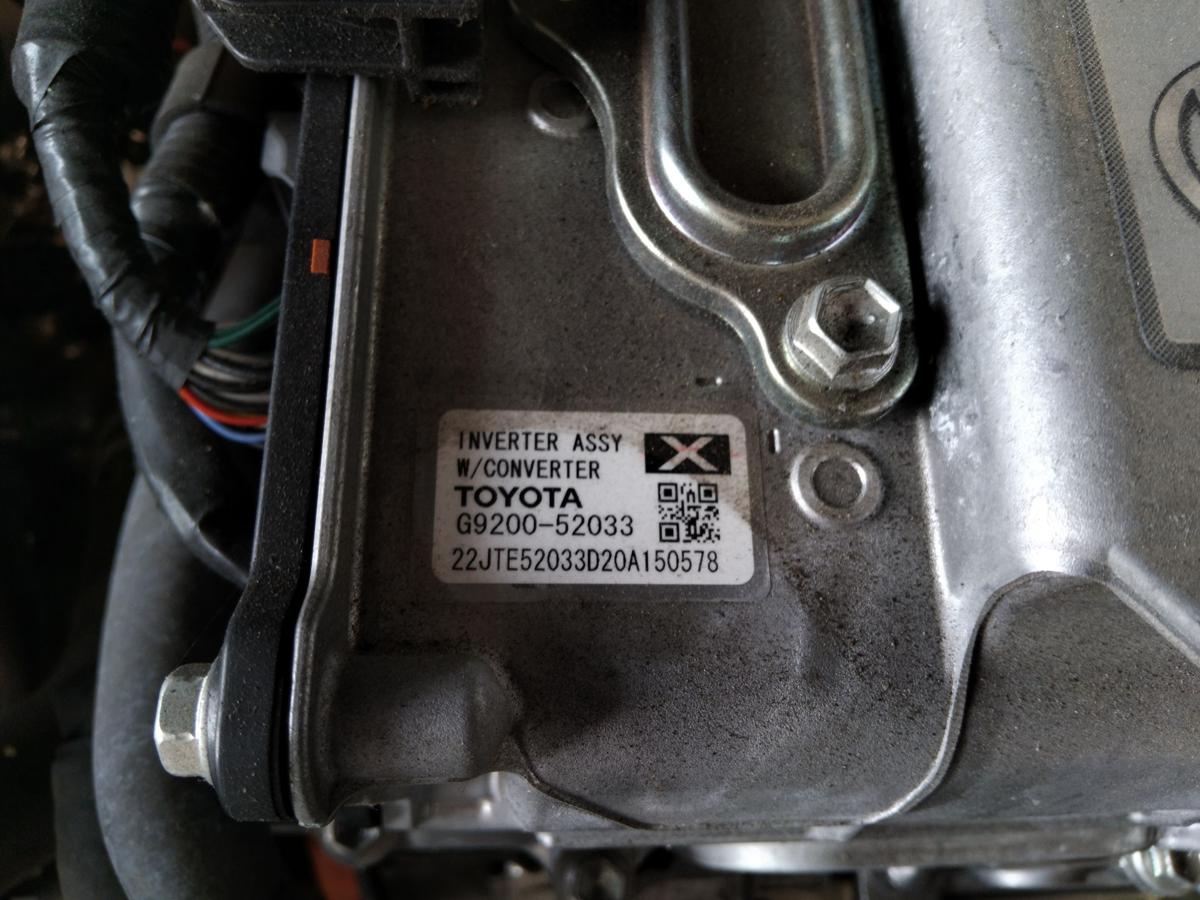 INVERTER ASSY
W/CONVERTER
X
TOYOTA
G9200-52033
22JTE52033D20A150578